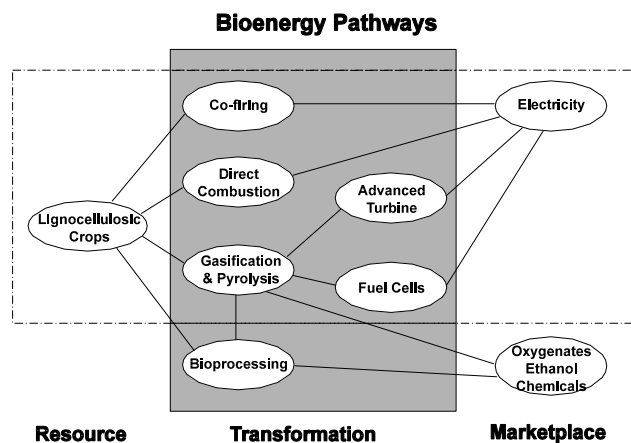 Bioenergy Pathways
Co-firing
Electricity
Direct
Combustion
Advanced
Turbine
Lignocellulosic
Crops
Gasification
& Pyrolysis
Fuel Cells
Bioprocessing
Oxygenates
Ethanol
Chemicals
Resource
Transformation
Marketplace